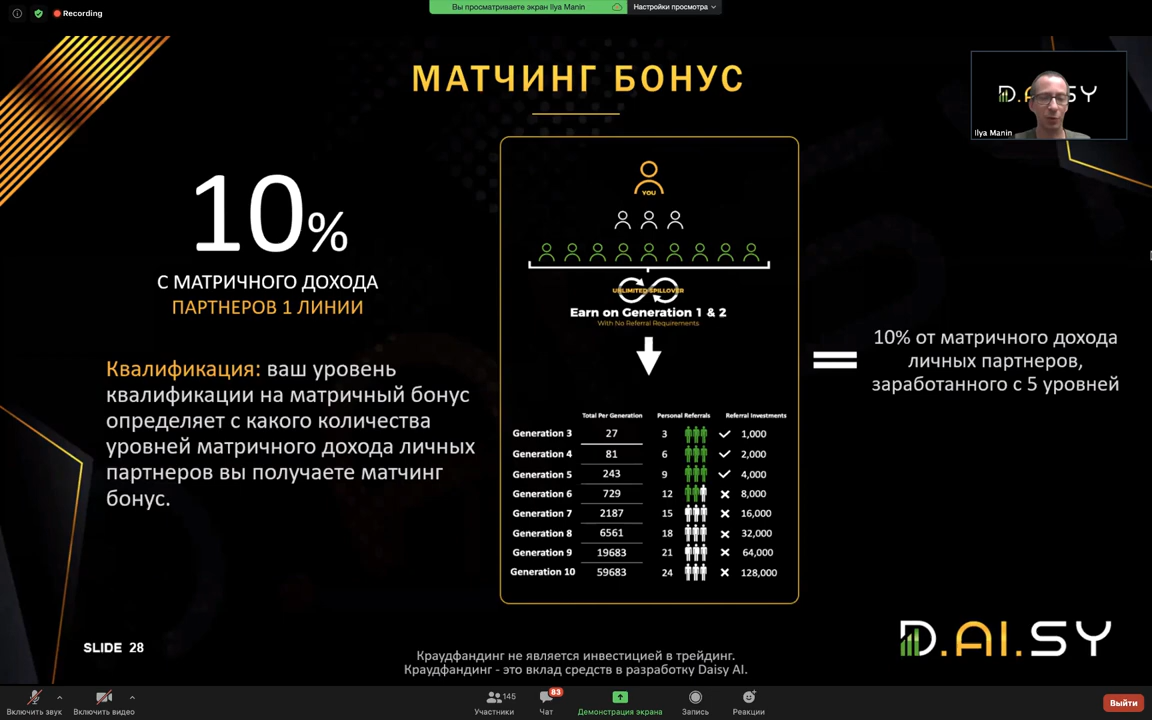 Recording
Вы просматриваете экран Ilya Manin
Настройки просмотра
МАТЧИНГ БОНУС
D.AI.SY
Ilya Manin
10%
С МАТРИЧНОГО ДОХОДА
ПАРТНЕРОВ 1 ЛИНИИ
Квалификация: ваш уровень
квалификации на матричный бонус
определяет с какого количества
уровней матричного дохода личных
партнеров вы получаете матчинг
бонус.
YOU
UNLIMITED SPILLOVER
Earn on Generation 1 & 2
With No Referral Requirements
Total Per Generation Personal Referrals Referral Investments
Generation 3 27 3 1,000
Generation 4 81 6 2,000
Generation 5 243 9 4,000
Generation 6 729 12 8,000
Generation 7 2187 15 16,000
Generation 8 6561 18 32,000
Generation 9 19683 21 64,000
Generation 10 59683 24 128,000
10% от матричного дохода
личных партнеров,
заработанного с 5 уровней
SLIDE 28
Краудфандинг не является инвестицией в трейдинг.
Краудфандинг - это вклад средств в разработку Daisy AI.
D.AI.SY
Включить звук
Включить видео
145
Участники
83
Чат
Демонстрация экрана
Запись
Реакции
Выйти